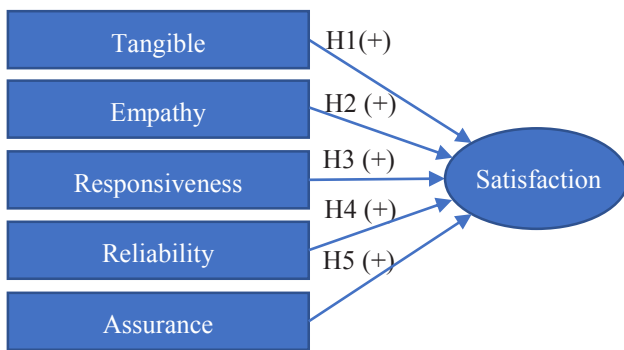 Tangible
H1(+)
Empathy
H2 (+)
Responsiveness
H3 (+)
Satisfaction
Reliability
H4 (+)
Assurance
H5 (+)